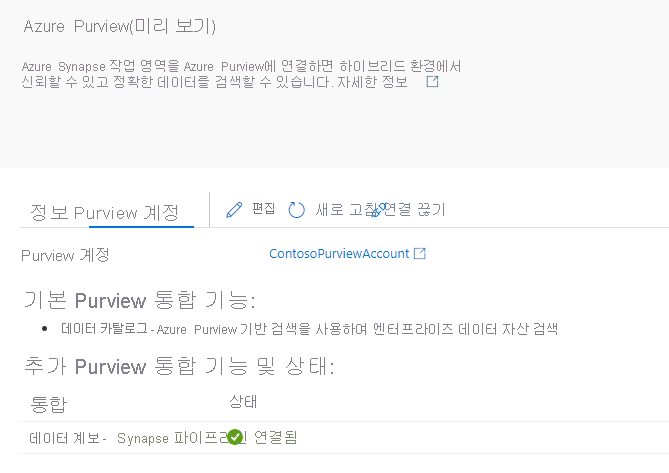 Azure Purview(미리 보기)
Azure Synapse 작업 영역을 Azure Purview에 연결하면 하이브리드 환경에서
신뢰할 수 있고 정확한 데이터를 검색할 수 있습니다. 자세한 정보
정보 Purview 계정 편집 새로 고침 연결 끊기
Purview 계정 ContosoPurviewAccount
기본 Purview 통합 기능:
• 데이터 카탈로그-Azure Purview 기반 검색을 사용하여 엔터프라이즈 데이터 자산 검색
추가 Purview 통합 기능 및 상태:
통합 상태
데이터 계보- Synapse 파이프라인 연결됨